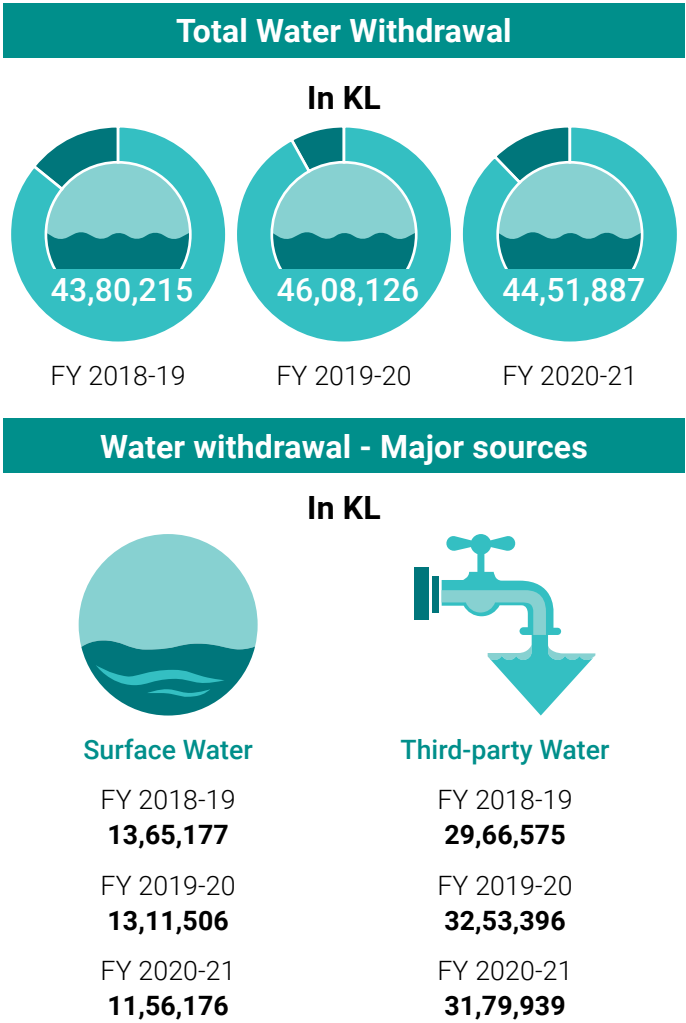 Total Water Withdrawal
In KL
43,80,215
46,08,126
44,51,887
FY 2018-19
FY 2019-20
FY 2020-21
Water withdrawal - Major sources
In KL
Surface Water
FY 2018-19
13,65,177
FY 2019-20
13,11,506
FY 2020-21
11,56,176
Third-party Water
FY 2018-19
29,66,575
FY 2019-20
32,53,396
FY 2020-21
31,79,939